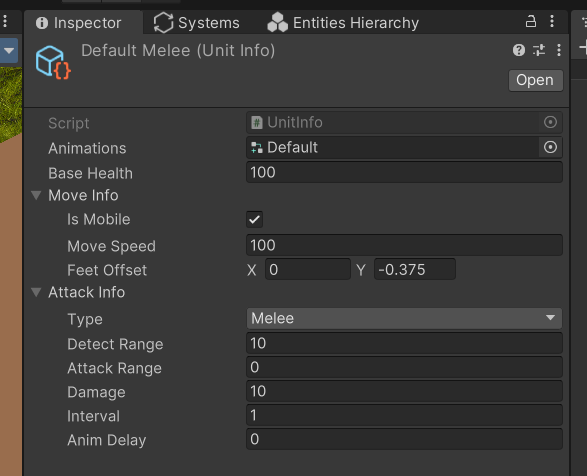 Inspector Systems Entities Hierarchy
Default Melee (Unit Info)
Open
Script UnitInfo
Animations Default
Base Health 100
Move Info
Is Mobile
Move Speed 100
Feet Offset X 0 Y -0.375
Attack Info
Type Melee
Detect Range 10
Attack Range 0
Damage 10
Interval 1
Anim Delay 0